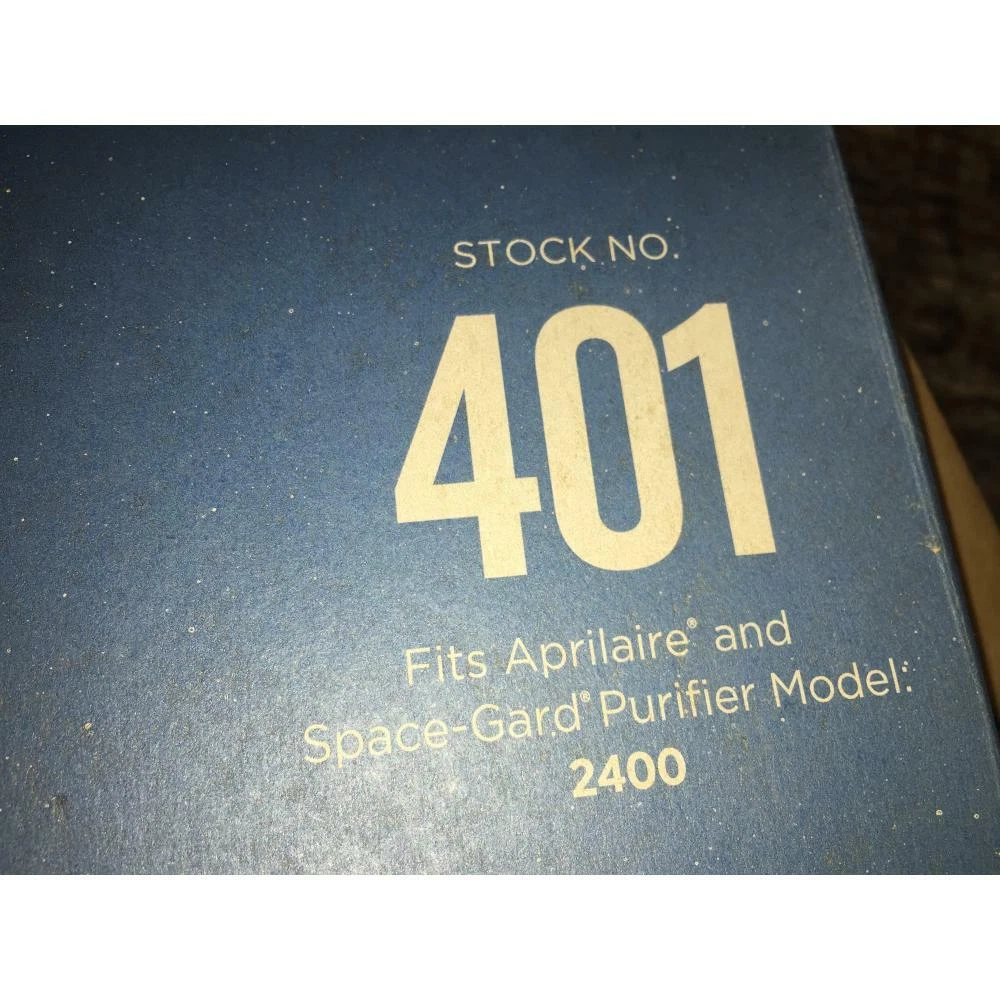 STOCK NO.
401
Fits Aprilaire® and
Space-Gard® Purifier Model:
2400